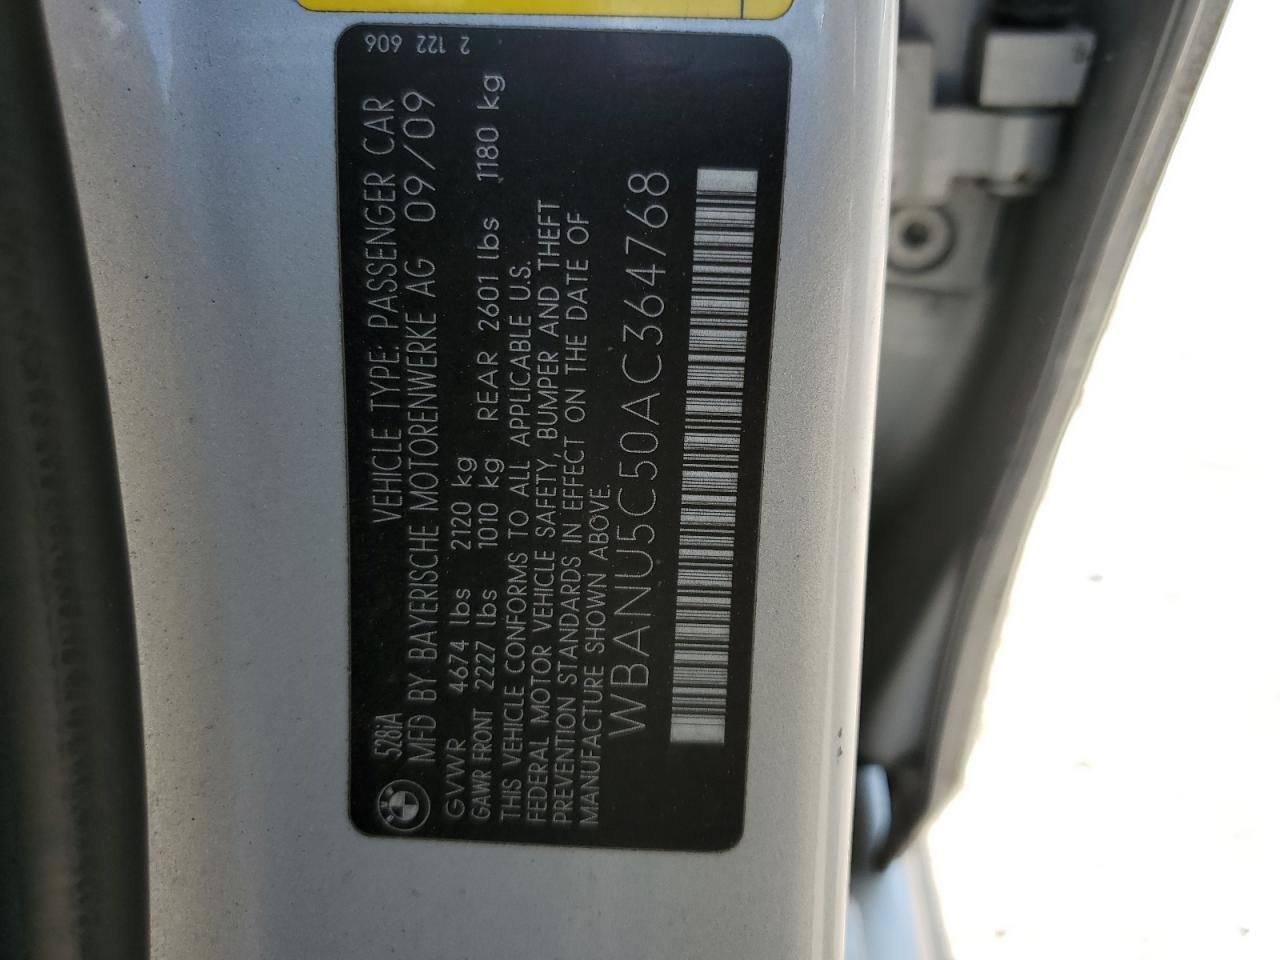 528iA VEHICLE TYPE: PASSENGER CAR 2 122 606
MFD BY BAYERISCHE MOTORENWERKE AG 09/09
GVWR 4674 lbs 2120 kg
GAWR FRONT 2227 lbs 1010 kg REAR 2601 lbs 1180 kg
THIS VEHICLE CONFORMS TO ALL APPLICABLE U.S.
FEDERAL MOTOR VEHICLE SAFETY, BUMPER AND THEFT
PREVENTION STANDARDS IN EFFECT ON THE DATE OF
MANUFACTURE SHOWN ABOVE.
WBANU5C50AC364768